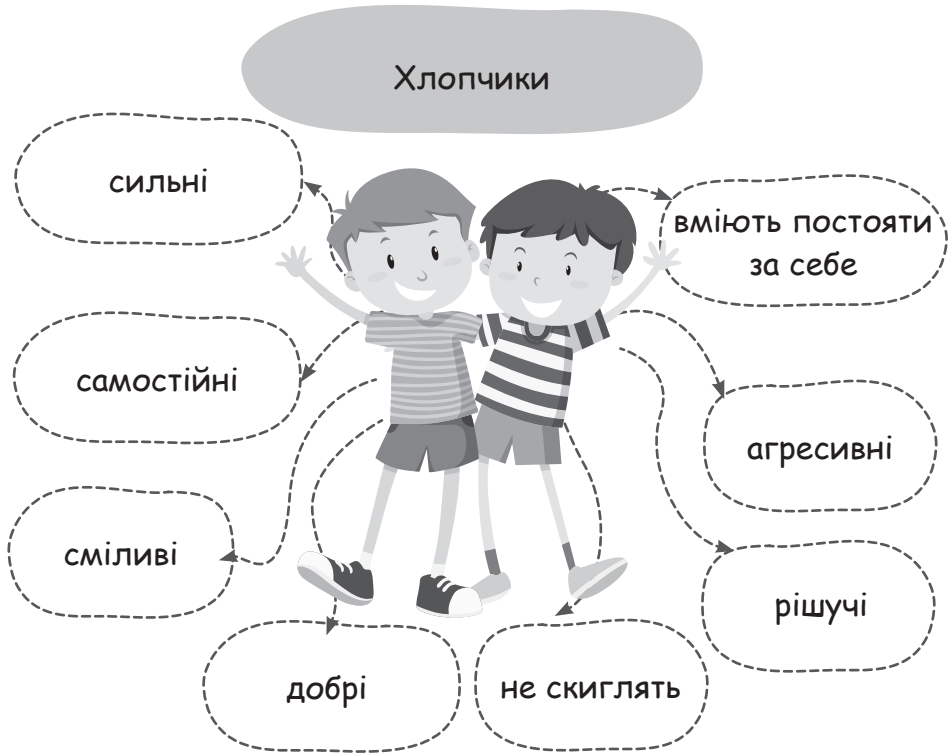 Хлопчики
сильні
вміють постояти
за себе
самостійні
агресивні
сміливі
рішучі
добрі
не скиглять